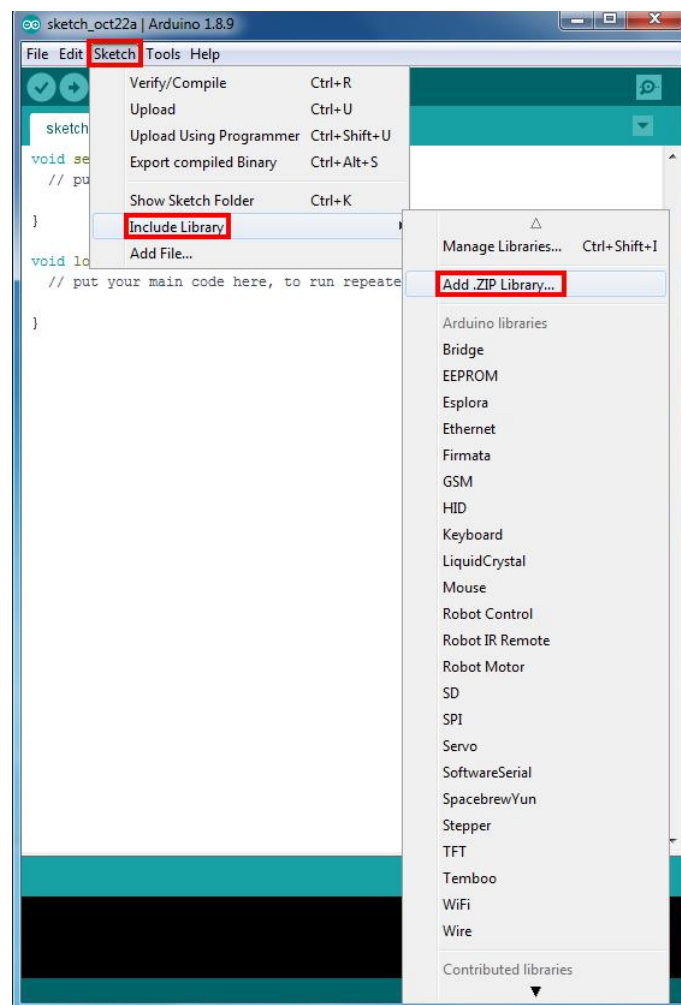 sketch_oct22a | Arduino 1.8.9
File Edit Sketch Tools Help
Verify/Compile Ctrl+R
Upload Ctrl+U
Upload Using Programmer Ctrl+Shift+U
Export compiled Binary Ctrl+Alt+S
Show Sketch Folder Ctrl+K
Include Library
Add File...
sketch
void se
// pu
}
void lo
// put your main code here, to run repeate
}
Manage Libraries... Ctrl+Shift+I
Add .ZIP Library...
Arduino libraries
Bridge
EEPROM
Esplora
Ethernet
Firmata
GSM
HID
Keyboard
LiquidCrystal
Mouse
Robot Control
Robot IR Remote
Robot Motor
SD
SPI
Servo
SoftwareSerial
SpacebrewYun
Stepper
TFT
Temboo
WiFi
Wire
Contributed libraries